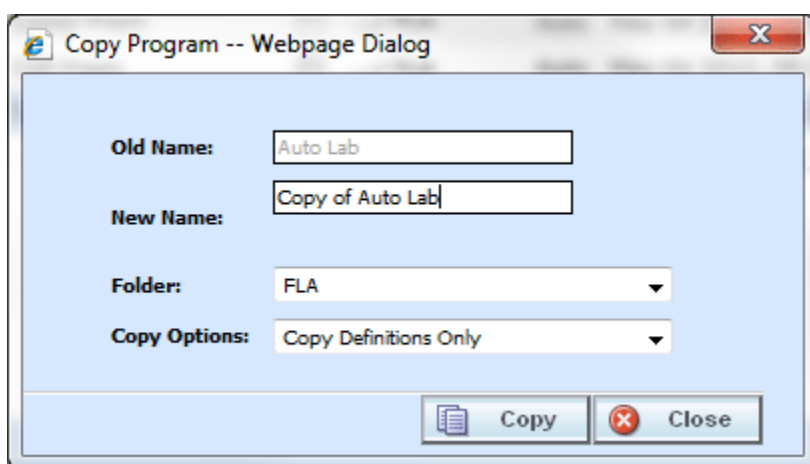 Copy Program -- Webpage Dialog
Old Name: Auto Lab
New Name: Copy of Auto Lab
Folder: FLA
Copy Options: Copy Definitions Only
Copy Close